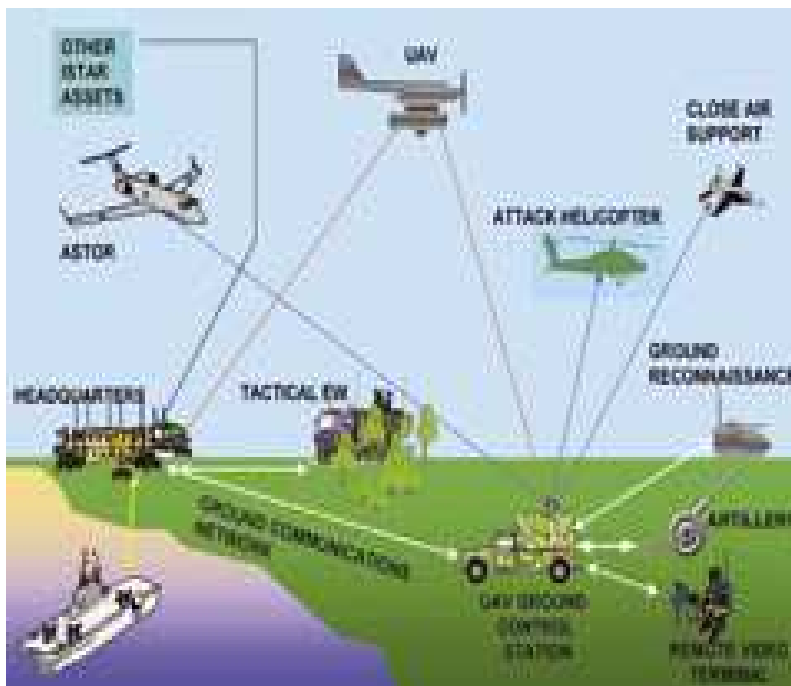 OTHER
ISTAR
ASSETS
UAV
CLOSE AIR
SUPPORT
ASTOR
ATTACK HELICOPTER
GROUND
RECONNAISSANCE
HEADQUARTERS
TACTICAL EW
GROUND COMMUNICATIONS
NETWORK
ARTILLERY
UAV GROUND
CONTROL
STATION
REMOTE VIDEO
TERMINAL